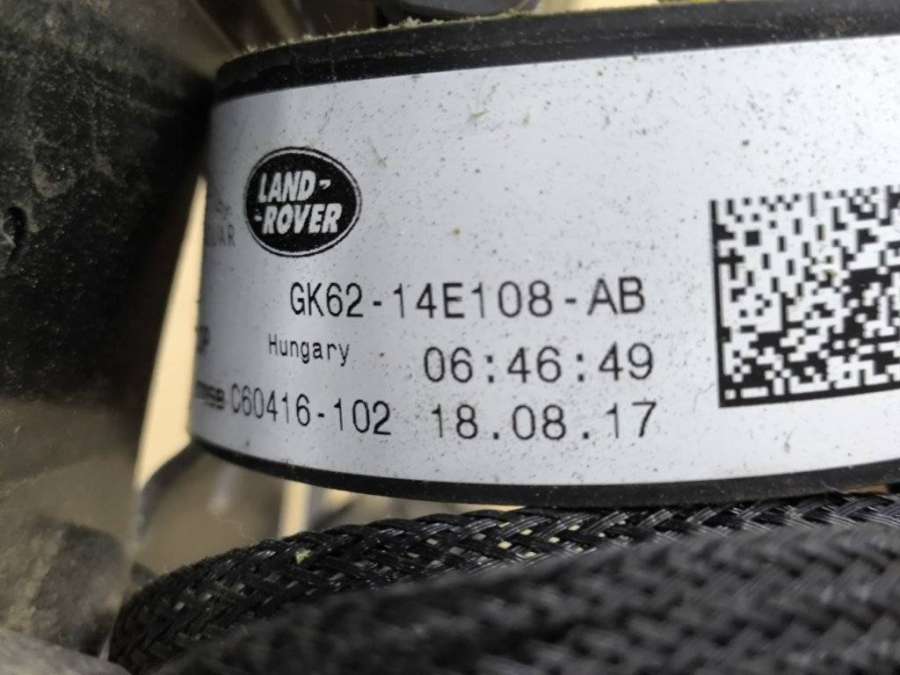 LAND-
-ROVER
GK62-14E108-AB
Hungary 06:46:49
C60416-102 18.08.17